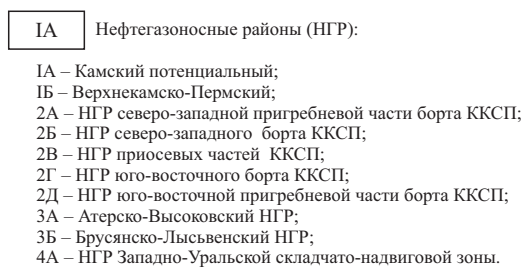 IА Нефтегазоносные районы (НГР):
IА – Камский потенциальный;
IБ – Верхнекамско-Пермский;
2А – НГР северо-западной пригребневой части борта ККСП;
2Б – НГР северо-западного борта ККСП;
2В – НГР приосевых частей ККСП;
2Г – НГР юго-восточного борта ККСП;
2Д – НГР юго-восточной пригребневой части борта ККСП;
3А – Атерско-Высоковский НГР;
3Б – Брусянско-Лысьвенский НГР;
4А – НГР Западно-Уральской складчато-надвиговой зоны.